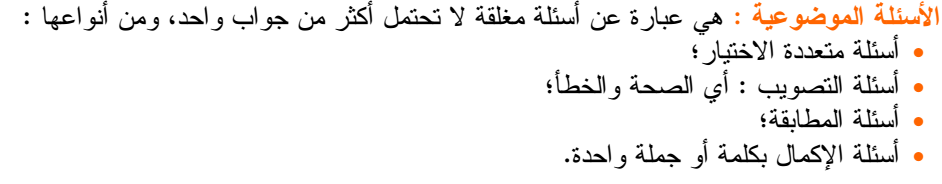 الأسئلة الموضوعية : هي عبارة عن أسئلة مغلقة لا تحتمل أكثر من جواب واحد، ومن أنواعها :
• أسئلة متعددة الاختيار؛
• أسئلة التصويب : أي الصحة والخطأ؛
• أسئلة المطابقة؛
• أسئلة الإكمال بكلمة أو جملة واحدة.